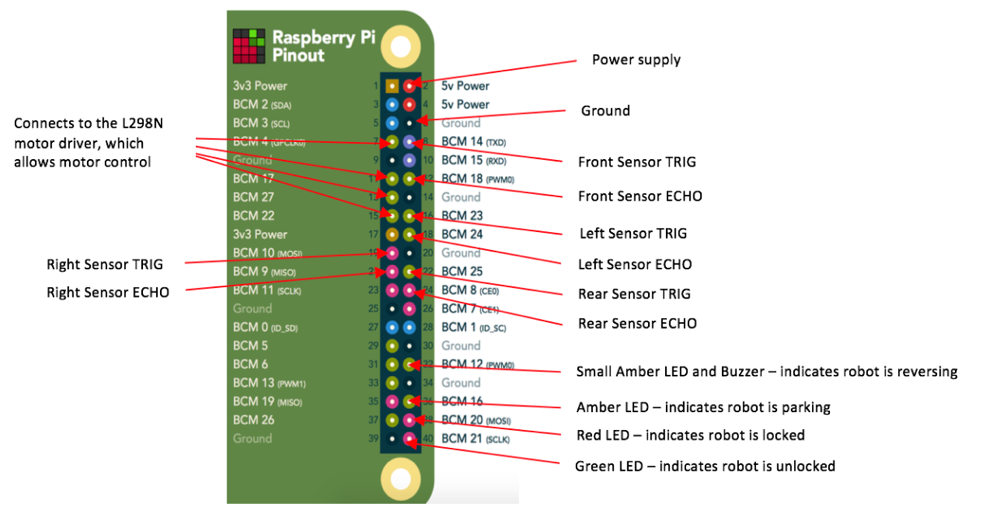 Raspberry Pi
Pinout
Power supply
3v3 Power 1 2 5v Power
BCM 2 (SDA) 3 4 5v Power
Ground
BCM 3 (SCL) 5 Ground
Connects to the L298N
motor driver, which
allows motor control
BCM 4 (GPCLK0) 7 8 BCM 14 (TXD)
Ground 9 10 BCM 15 (RXD)
Front Sensor TRIG
BCM 17 11 12 BCM 18 (PWM0)
Front Sensor ECHO
BCM 27 13 14 Ground
BCM 22 15 16 BCM 23
Left Sensor TRIG
3v3 Power 17 18 BCM 24
BCM 10 (MOSI) 19 20 Ground
Right Sensor TRIG
Left Sensor ECHO
BCM 9 (MISO) 21 22 BCM 25
Right Sensor ECHO
Rear Sensor TRIG
BCM 11 (SCLK) 23 24 BCM 8 (CE0)
Ground 25 26 BCM 7 (CE1)
Rear Sensor ECHO
BCM 0 (ID_SD) 27 28 BCM 1 (ID_SC)
BCM 5 29 30 Ground
BCM 6 31 32 BCM 12 (PWM0)
Small Amber LED and Buzzer – indicates robot is reversing
BCM 13 (PWM1) 33 34 Ground
BCM 19 (MISO) 35 36 BCM 16
Amber LED – indicates robot is parking
BCM 26 37 38 BCM 20 (MOSI)
Red LED – indicates robot is locked
Ground 39 40 BCM 21 (SCLK)
Green LED – indicates robot is unlocked